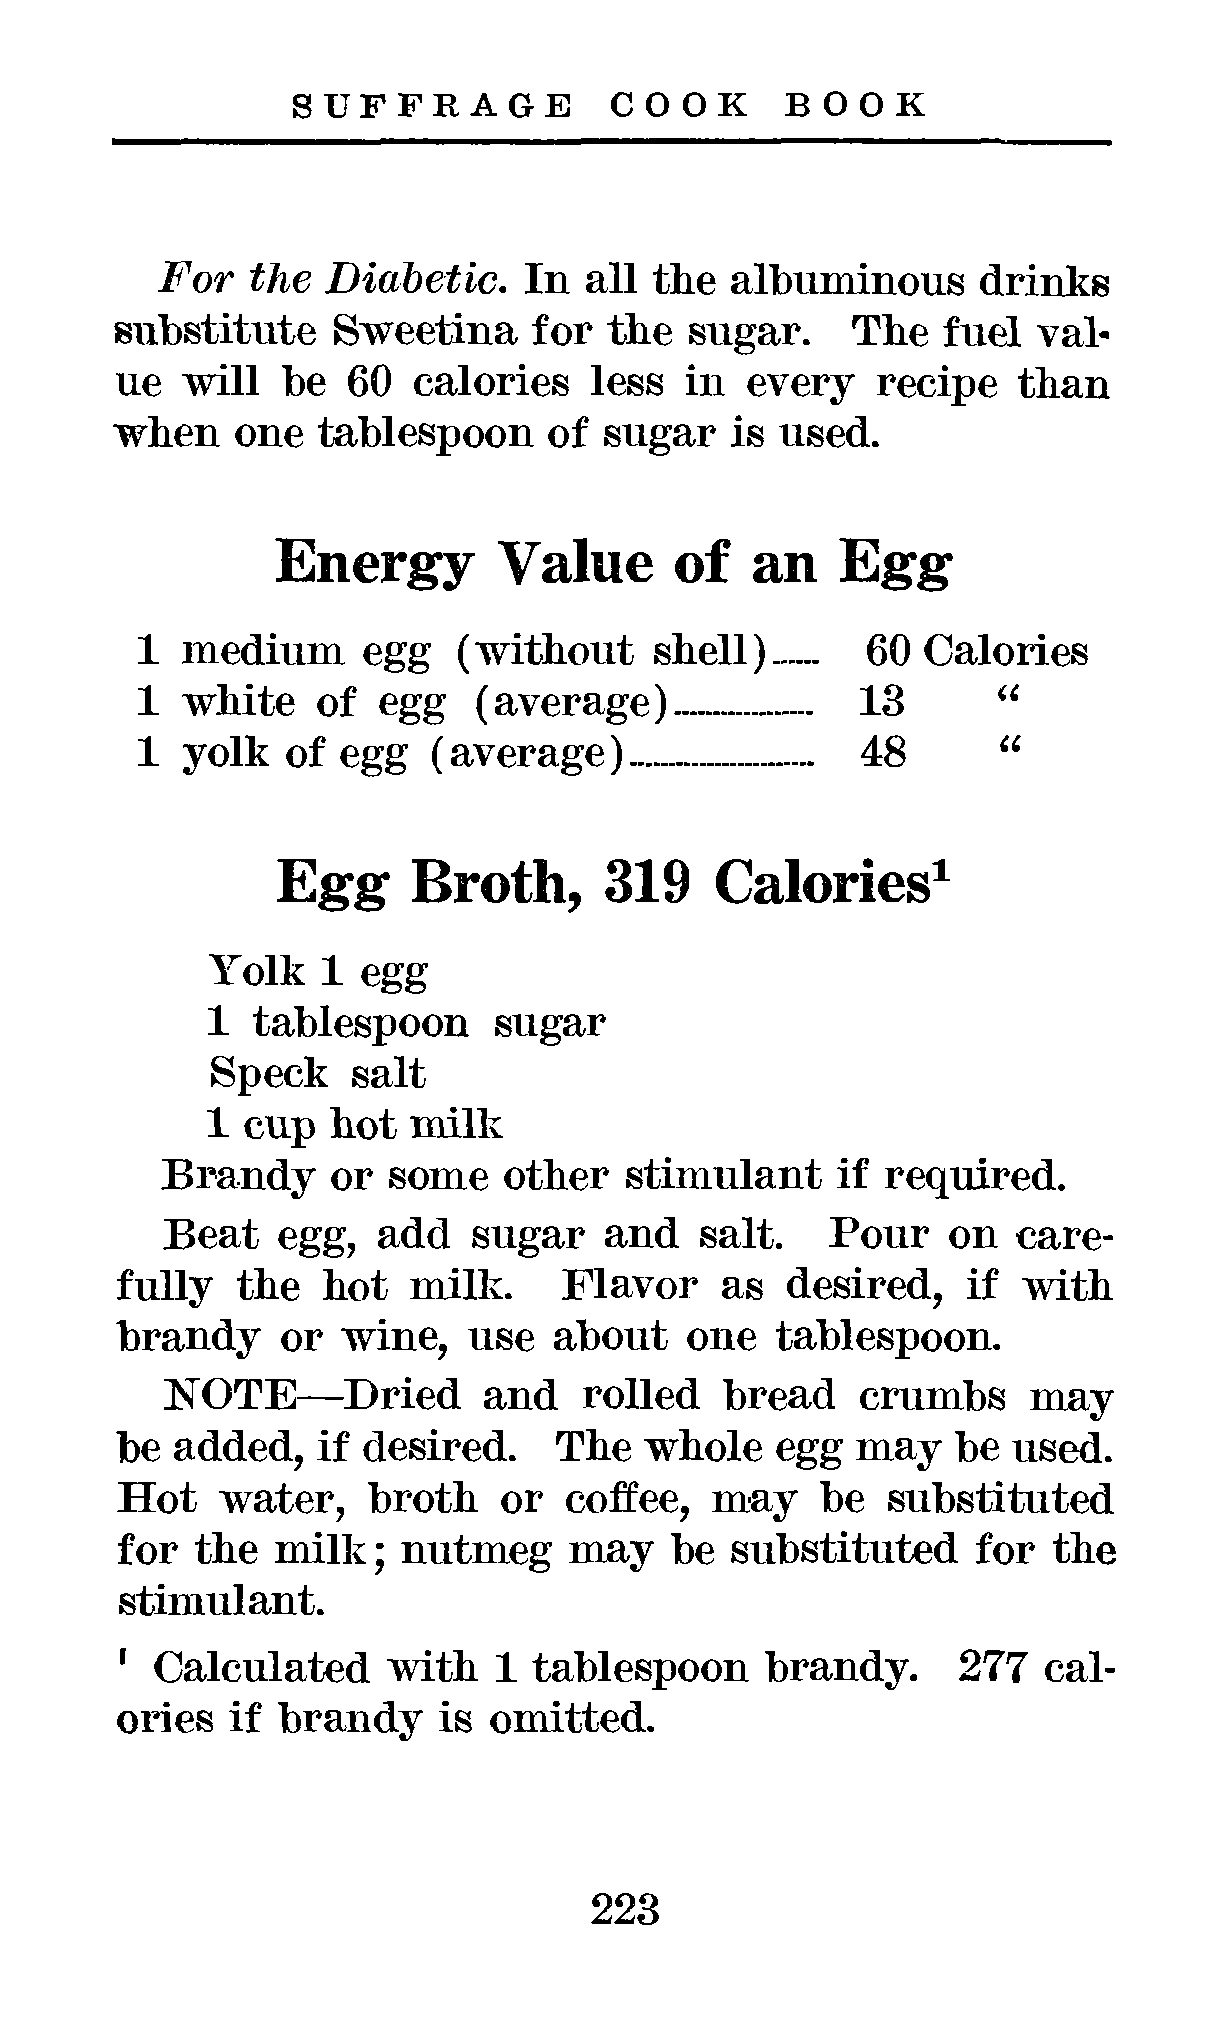 SUFFRAGE COOK BOOK
For the Diabetic. In all the albuminous drinks
substitute Sweetina for the sugar. The fuel val-
ue will be 60 calories less in every recipe than
when one tablespoon of sugar is used.
Energy Value of an Egg
1 medium egg (without shell)...... 60 Calories
1 white of egg (average).................. 13 "
1 yolk of egg (average)........................ 48 "
Egg Broth, 319 Calories¹
Yolk 1 egg
1 tablespoon sugar
Speck salt
1 cup hot milk
Brandy or some other stimulant if required.
Beat egg, add sugar and salt. Pour on care-
fully the hot milk. Flavor as desired, if with
brandy or wine, use about one tablespoon.
NOTE—Dried and rolled bread crumbs may
be added, if desired. The whole egg may be used.
Hot water, broth or coffee, may be substituted
for the milk; nutmeg may be substituted for the
stimulant.
¹ Calculated with 1 tablespoon brandy. 277 cal-
ories if brandy is omitted.
223